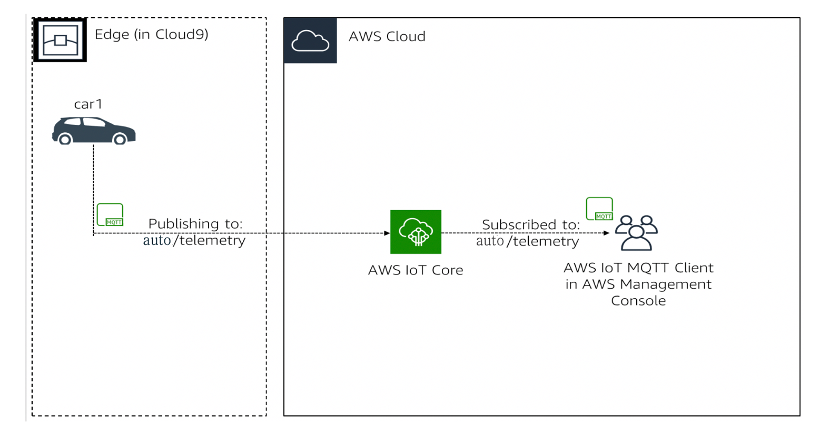 Edge (in Cloud9)
AWS Cloud
car1
MQTT
Publishing to:
auto/telemetry
AWS IoT Core
MQTT
Subscribed to:
auto/telemetry
AWS IoT MQTT Client
in AWS Management
Console